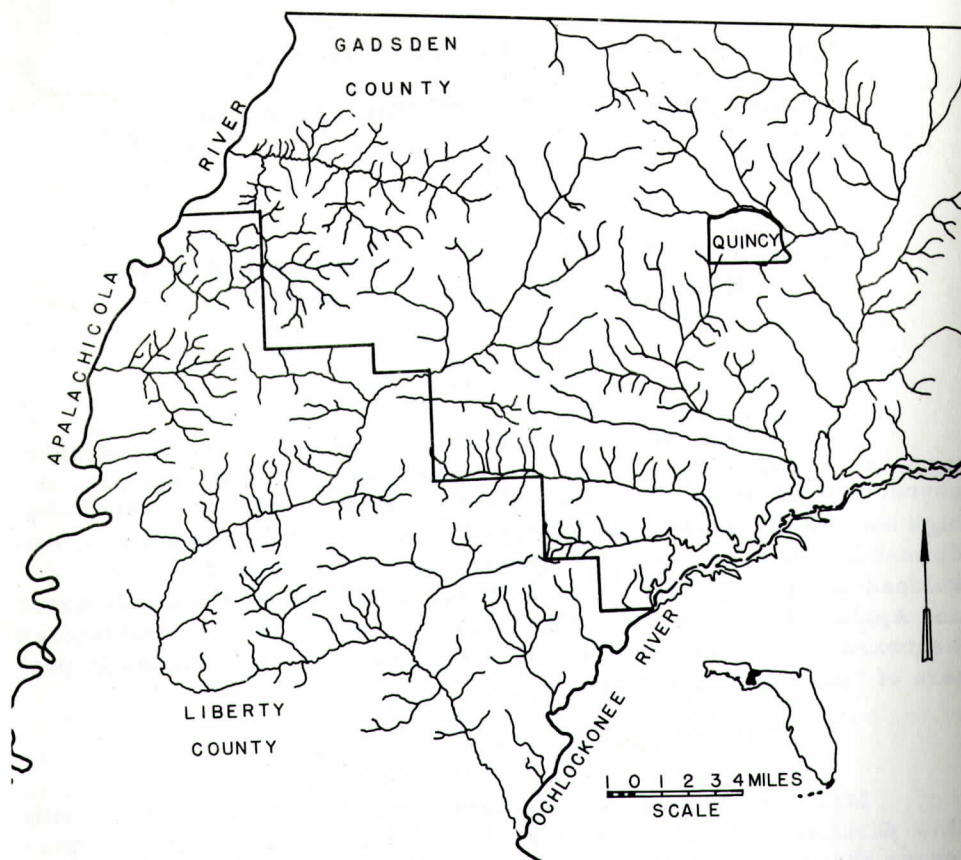 GADSDEN
COUNTY
RIVER
APALACHICOLA
QUINCY
LIBERTY
COUNTY
OCHLOCKONEE
RIVER
1 0 1 2 3 4 MILES
SCALE